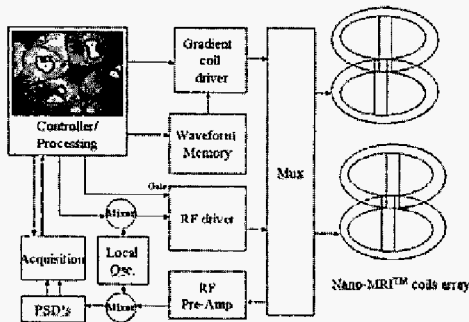 Gradient
coil
driver
Controller/
Processing
Waveform
Memory
Mux
Gate
Mixer
RF driver
Acquisition
Local
Osc.
RF
Pre-Amp
Nano-MRI™ coils array
PSD's
Mixer